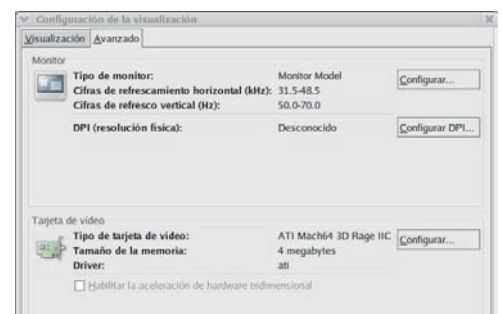 Configuración de la visualización
Visualización Avanzado
Monitor
Tipo de monitor: Monitor Model Configurar...
Cifras de refrescamiento horizontal (kHz): 31.5-48.5
Cifras de refresco vertical (Hz): 50.0-70.0
DPI (resolución física): Desconocido Configurar DPI...
Tarjeta de vídeo
Tipo de tarjeta de vídeo: ATI Mach64 3D Rage IIC Configurar...
Tamaño de la memoria: 4 megabytes
Driver: ati
Habilitar la aceleración de hardware tridimensional